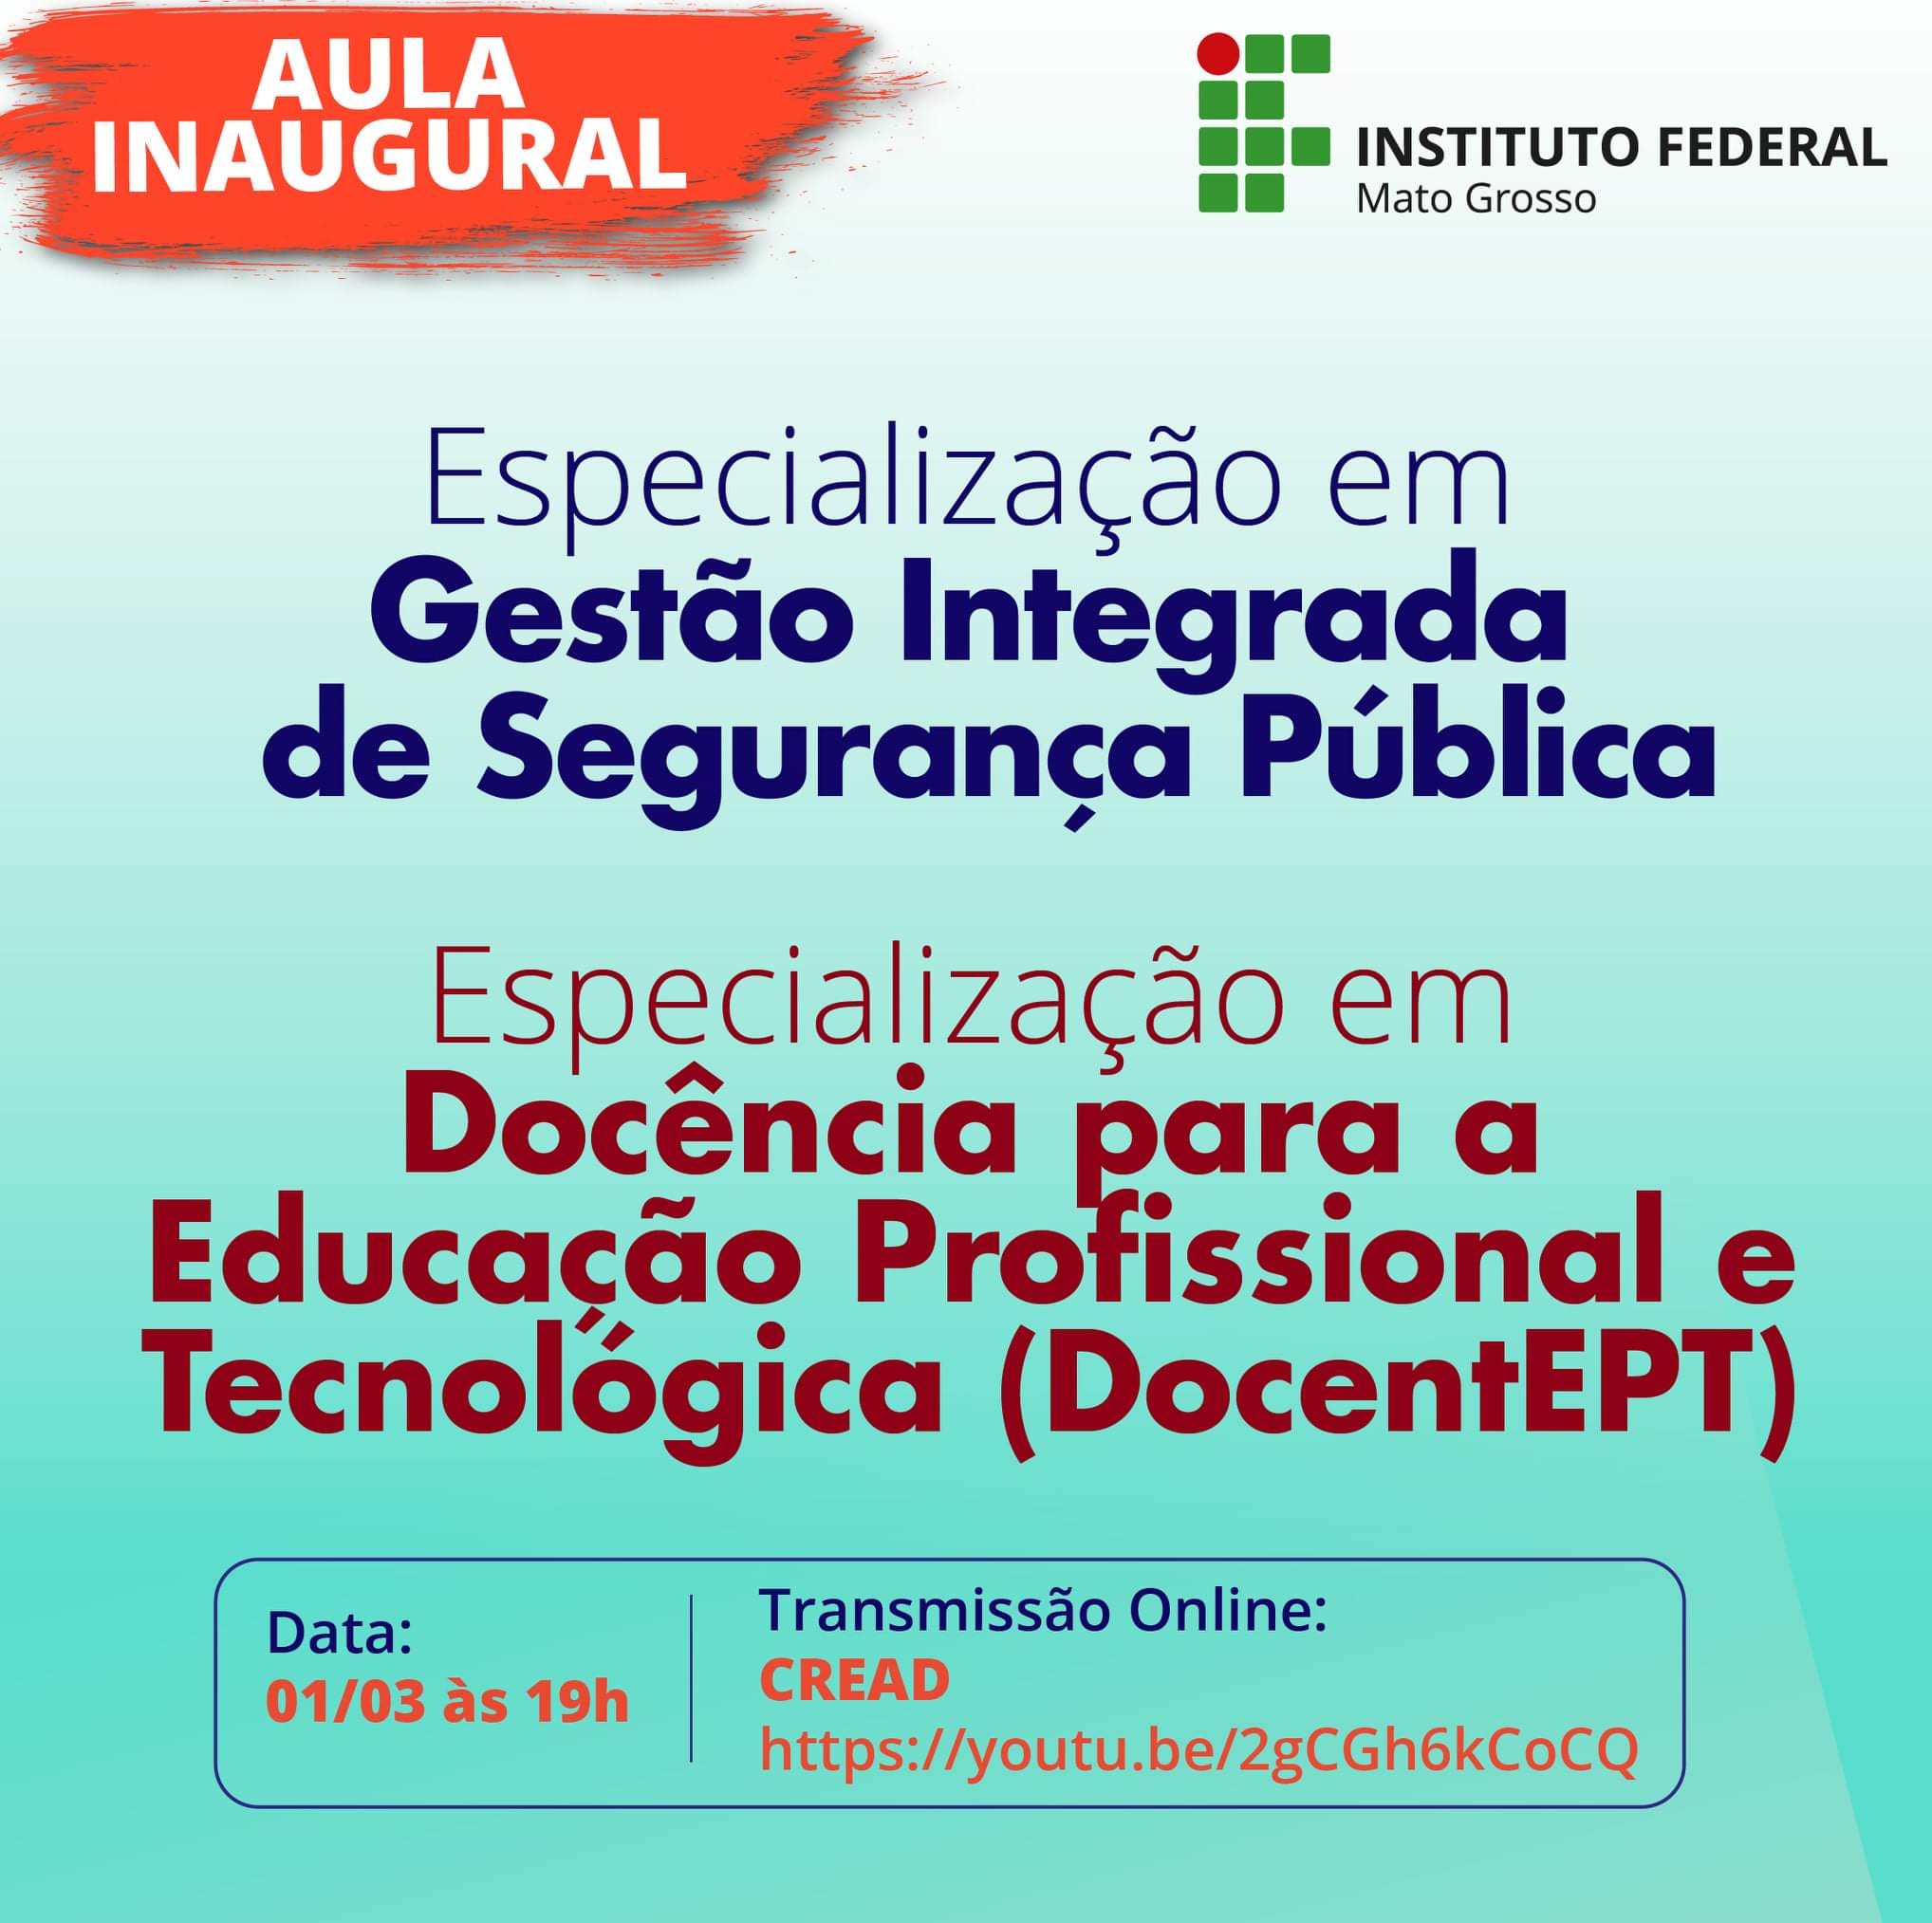 AULA
INAUGURAL
INSTITUTO FEDERAL
Mato Grosso
Especialização em
Gestão Integrada
de Segurança Pública
Especialização em
Docência para a
Educação Profissional e
Tecnológica (DocentEPT)
Data:
01/03 às 19h
Transmissão Online:
CREAD
https://youtu.be/2gCGh6kCoCQ